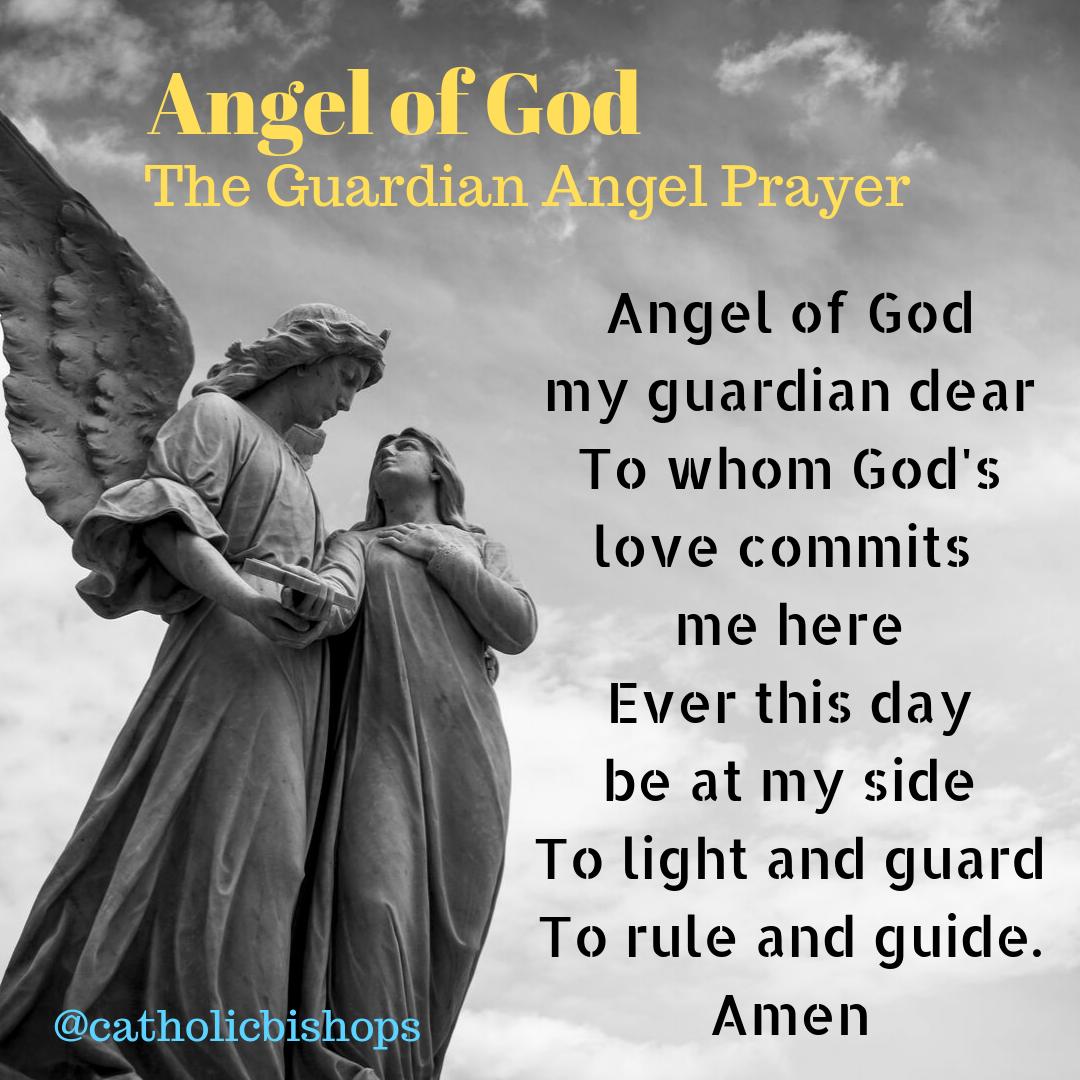 Angel of God
The Guardian Angel Prayer
Angel of God
my guardian dear
To whom God's
love commits
me here
Ever this day
be at my side
To light and guard
To rule and guide.
Amen
@catholicbishops